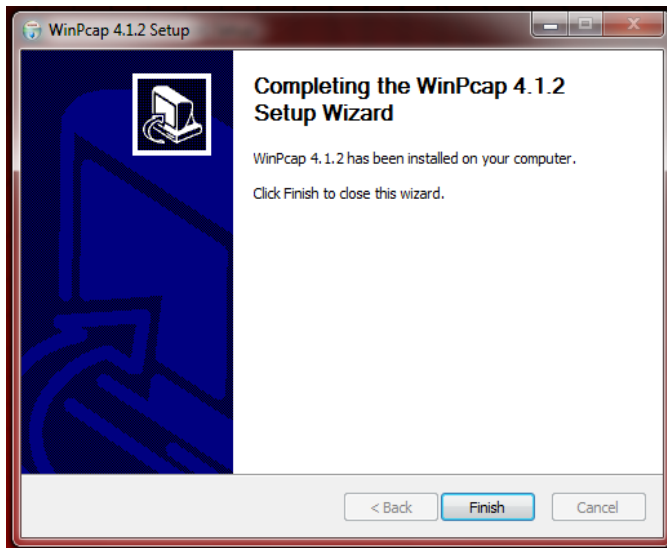 WinPcap 4.1.2 Setup
Completing the WinPcap 4.1.2
Setup Wizard
WinPcap 4.1.2 has been installed on your computer.
Click Finish to close this wizard.
< Back
Finish
Cancel